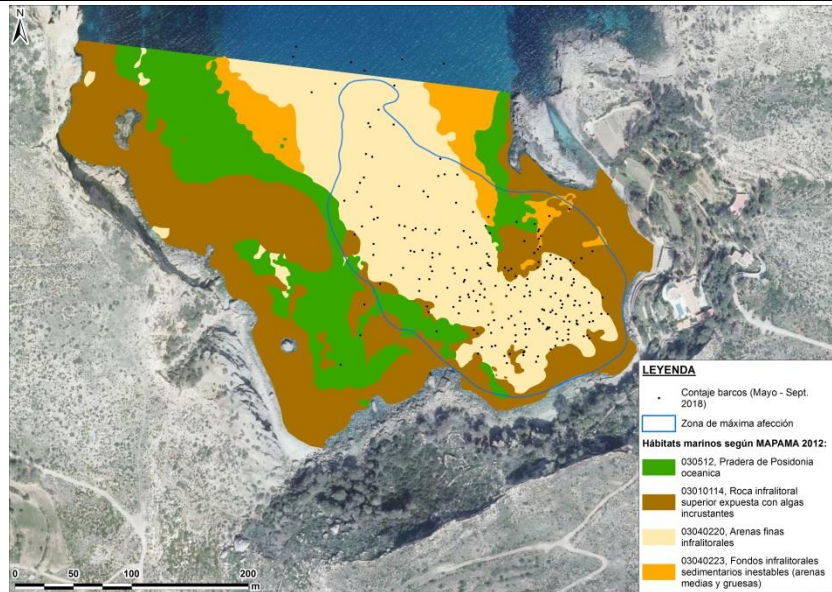 N
LEYENDA
Contaje barcos (Mayo - Sept.
2018)
Zona de máxima afección
Hábitats marinos según MAPAMA 2012:
030512, Pradera de Posidonia
oceanica
03010114, Roca infralitoral
superior expuesta con algas
incrustantes
03040220, Arenas finas
infralitorales
03040223, Fondos infralitorales
sedimentarios inestables (arenas
medias y gruesas)
0 50 100 200
m